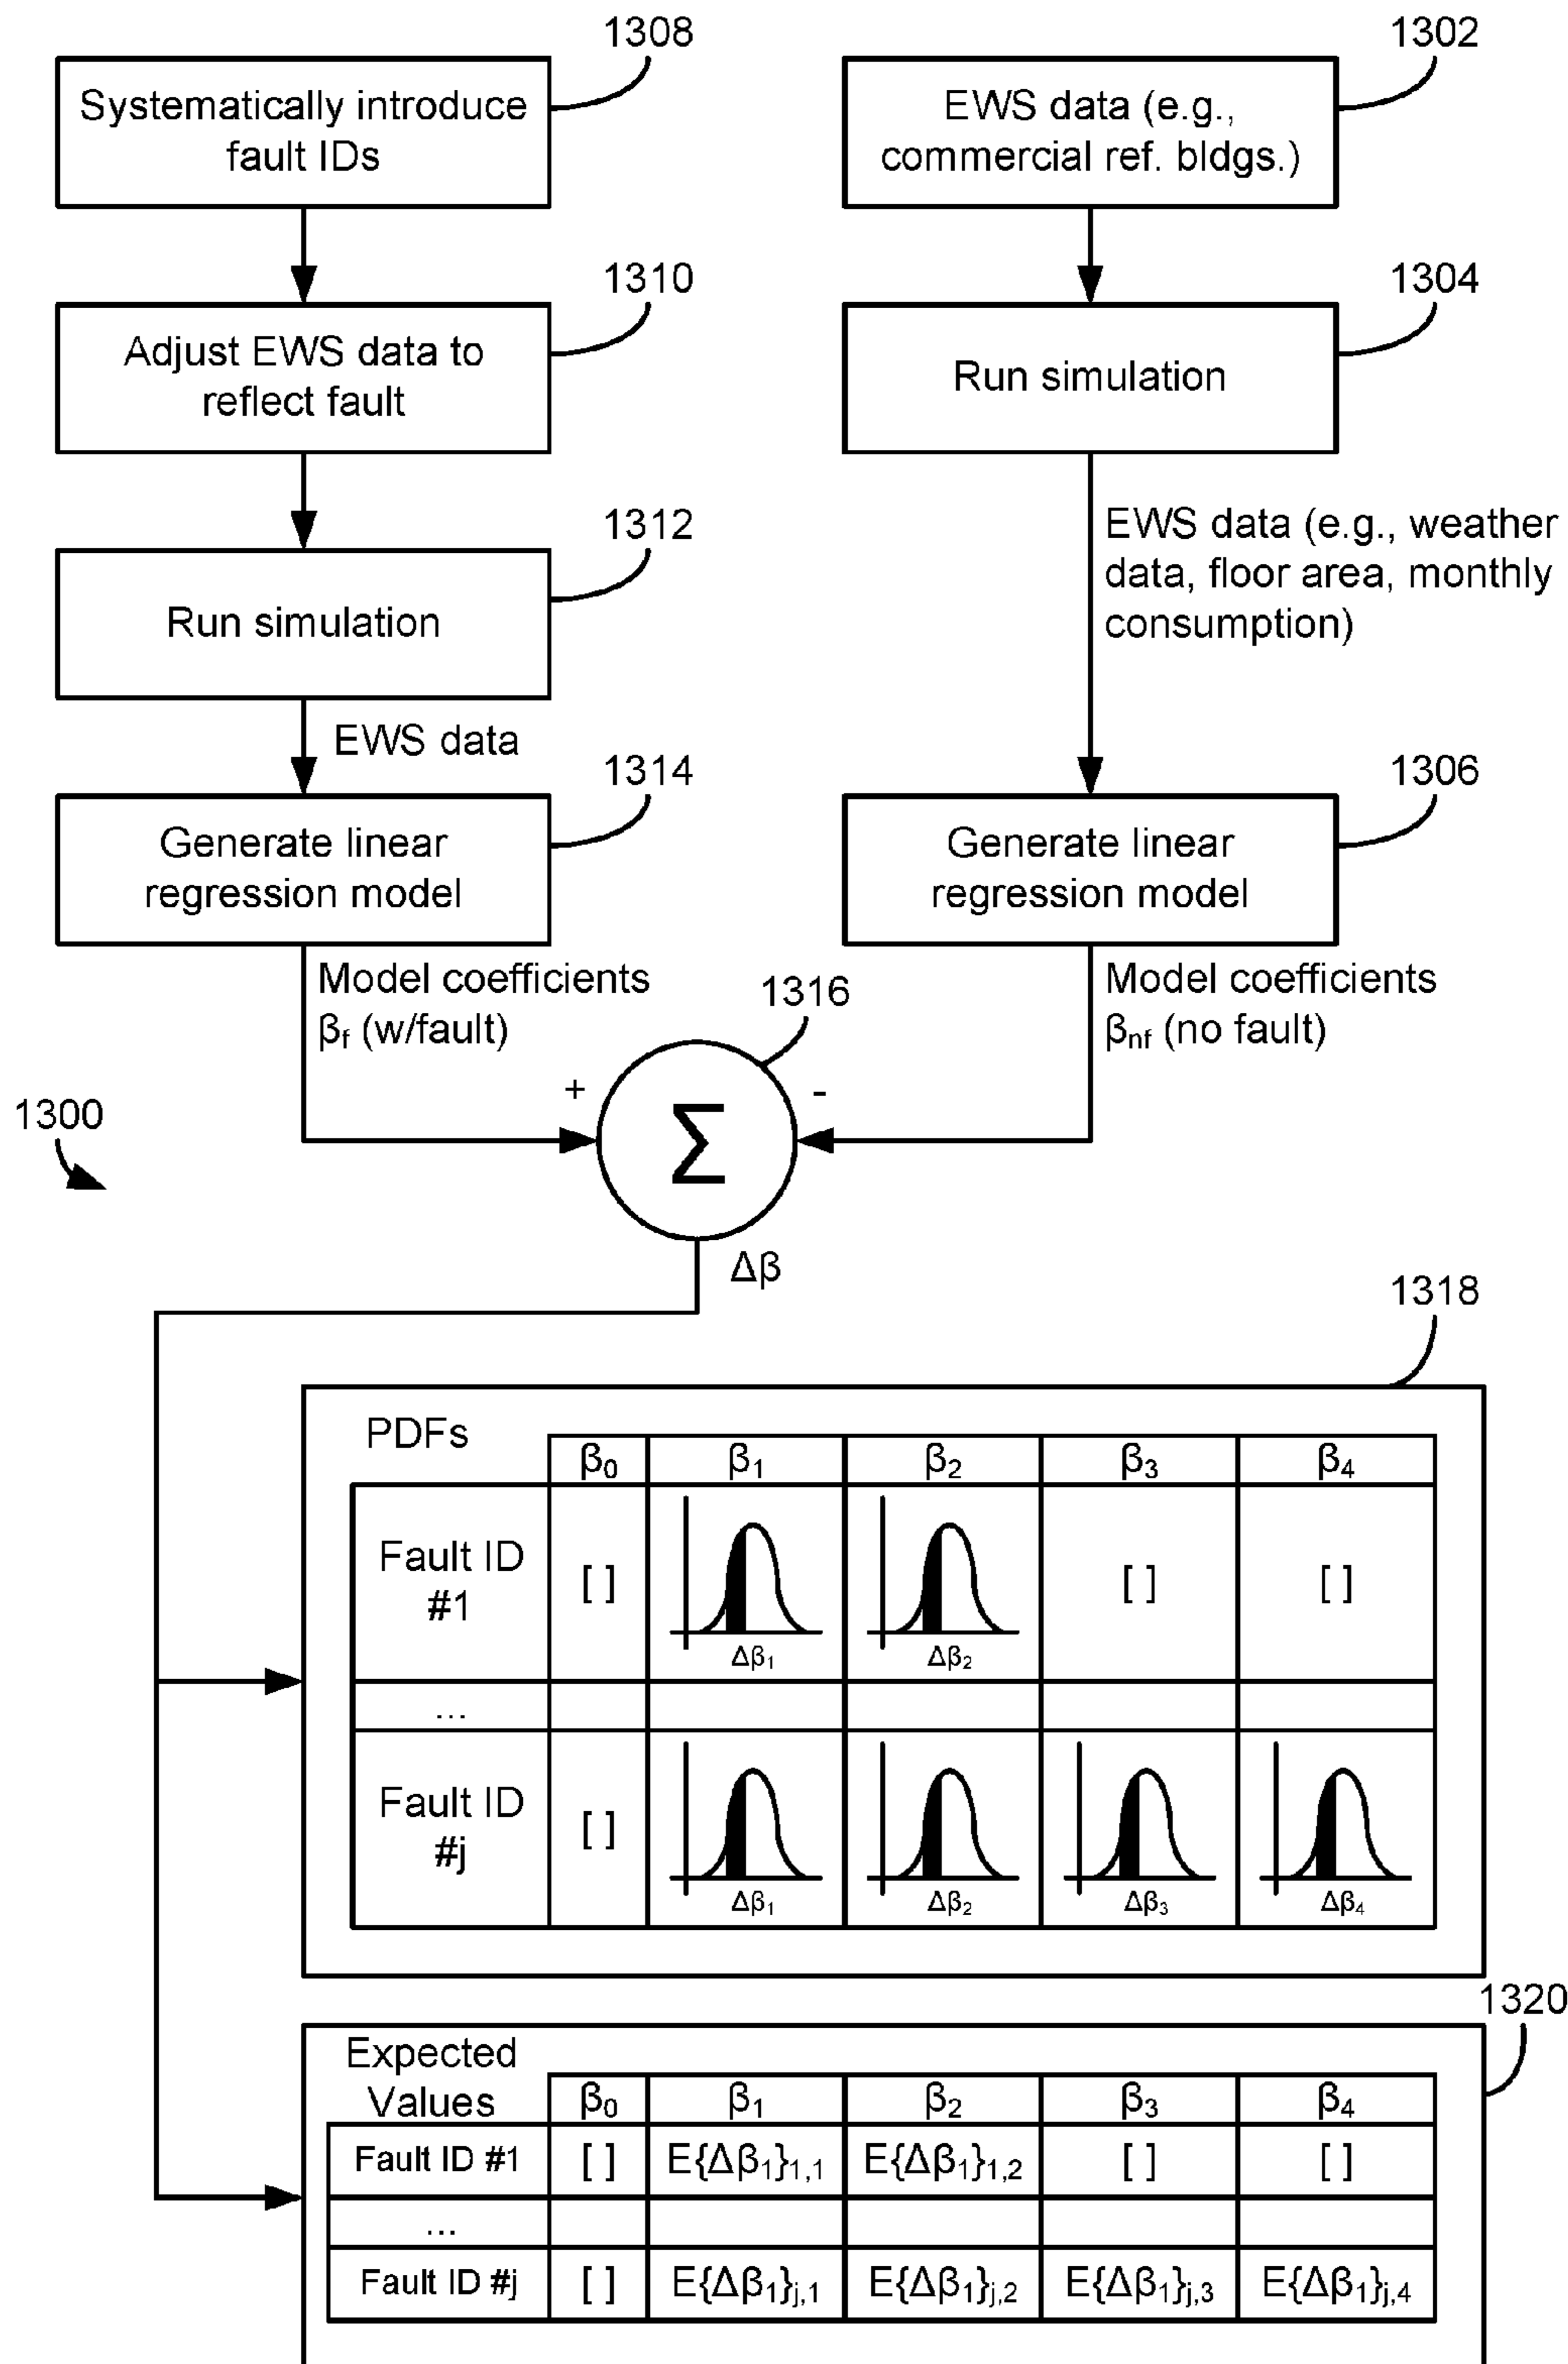 1308
Systematically introduce
fault IDs
1302
EWS data (e.g.,
commercial ref. bldgs.)
1310
Adjust EWS data to
reflect fault
1304
Run simulation
1312
Run simulation
EWS data (e.g., weather
data, floor area, monthly
consumption)
EWS data
1314
Generate linear
regression model
1306
Generate linear
regression model
Model coefficients
βf (w/fault)
1316
Model coefficients
βnf (no fault)
+
-
Σ
1300
Δβ
1318
PDFs
β0 β1 β2 β3 β4
Fault ID
#1
[ ]
Δβ1
Δβ2
[ ]
[ ]
...
Fault ID
#j
[ ]
Δβ1
Δβ2
Δβ3
Δβ4
1320
Expected
Values
β0 β1 β2 β3 β4
Fault ID #1 [ ] E{Δβ1}1,1 E{Δβ1}1,2 [ ] [ ]
...
Fault ID #j [ ] E{Δβ1}j,1 E{Δβ1}j,2 E{Δβ1}j,3 E{Δβ1}j,4